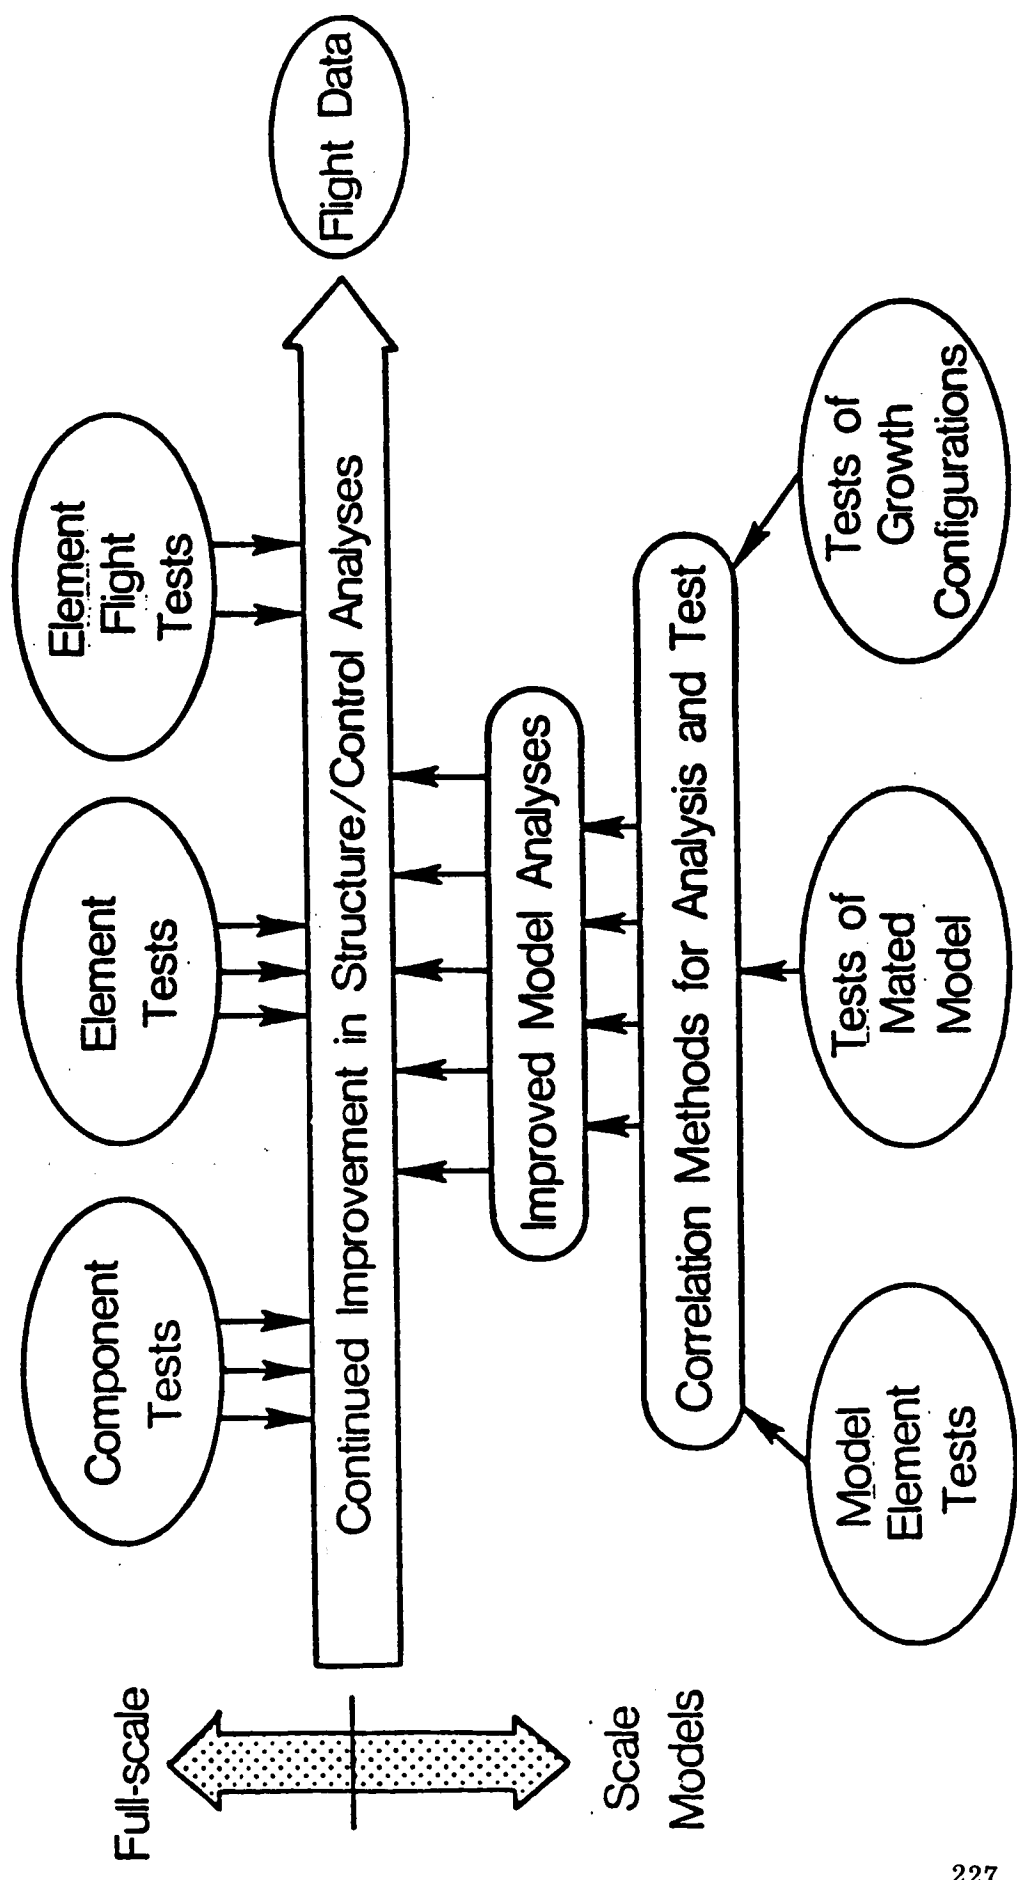 Full-scale
Scale
Models
Component
Tests
Element
Tests
Element
Flight
Tests
Continued Improvement in Structure/Control Analyses
Flight Data
Improved Model Analyses
Correlation Methods for Analysis and Test
Model
Element
Tests
Tests of
Mated
Model
Tests of
Growth
Configurations
227